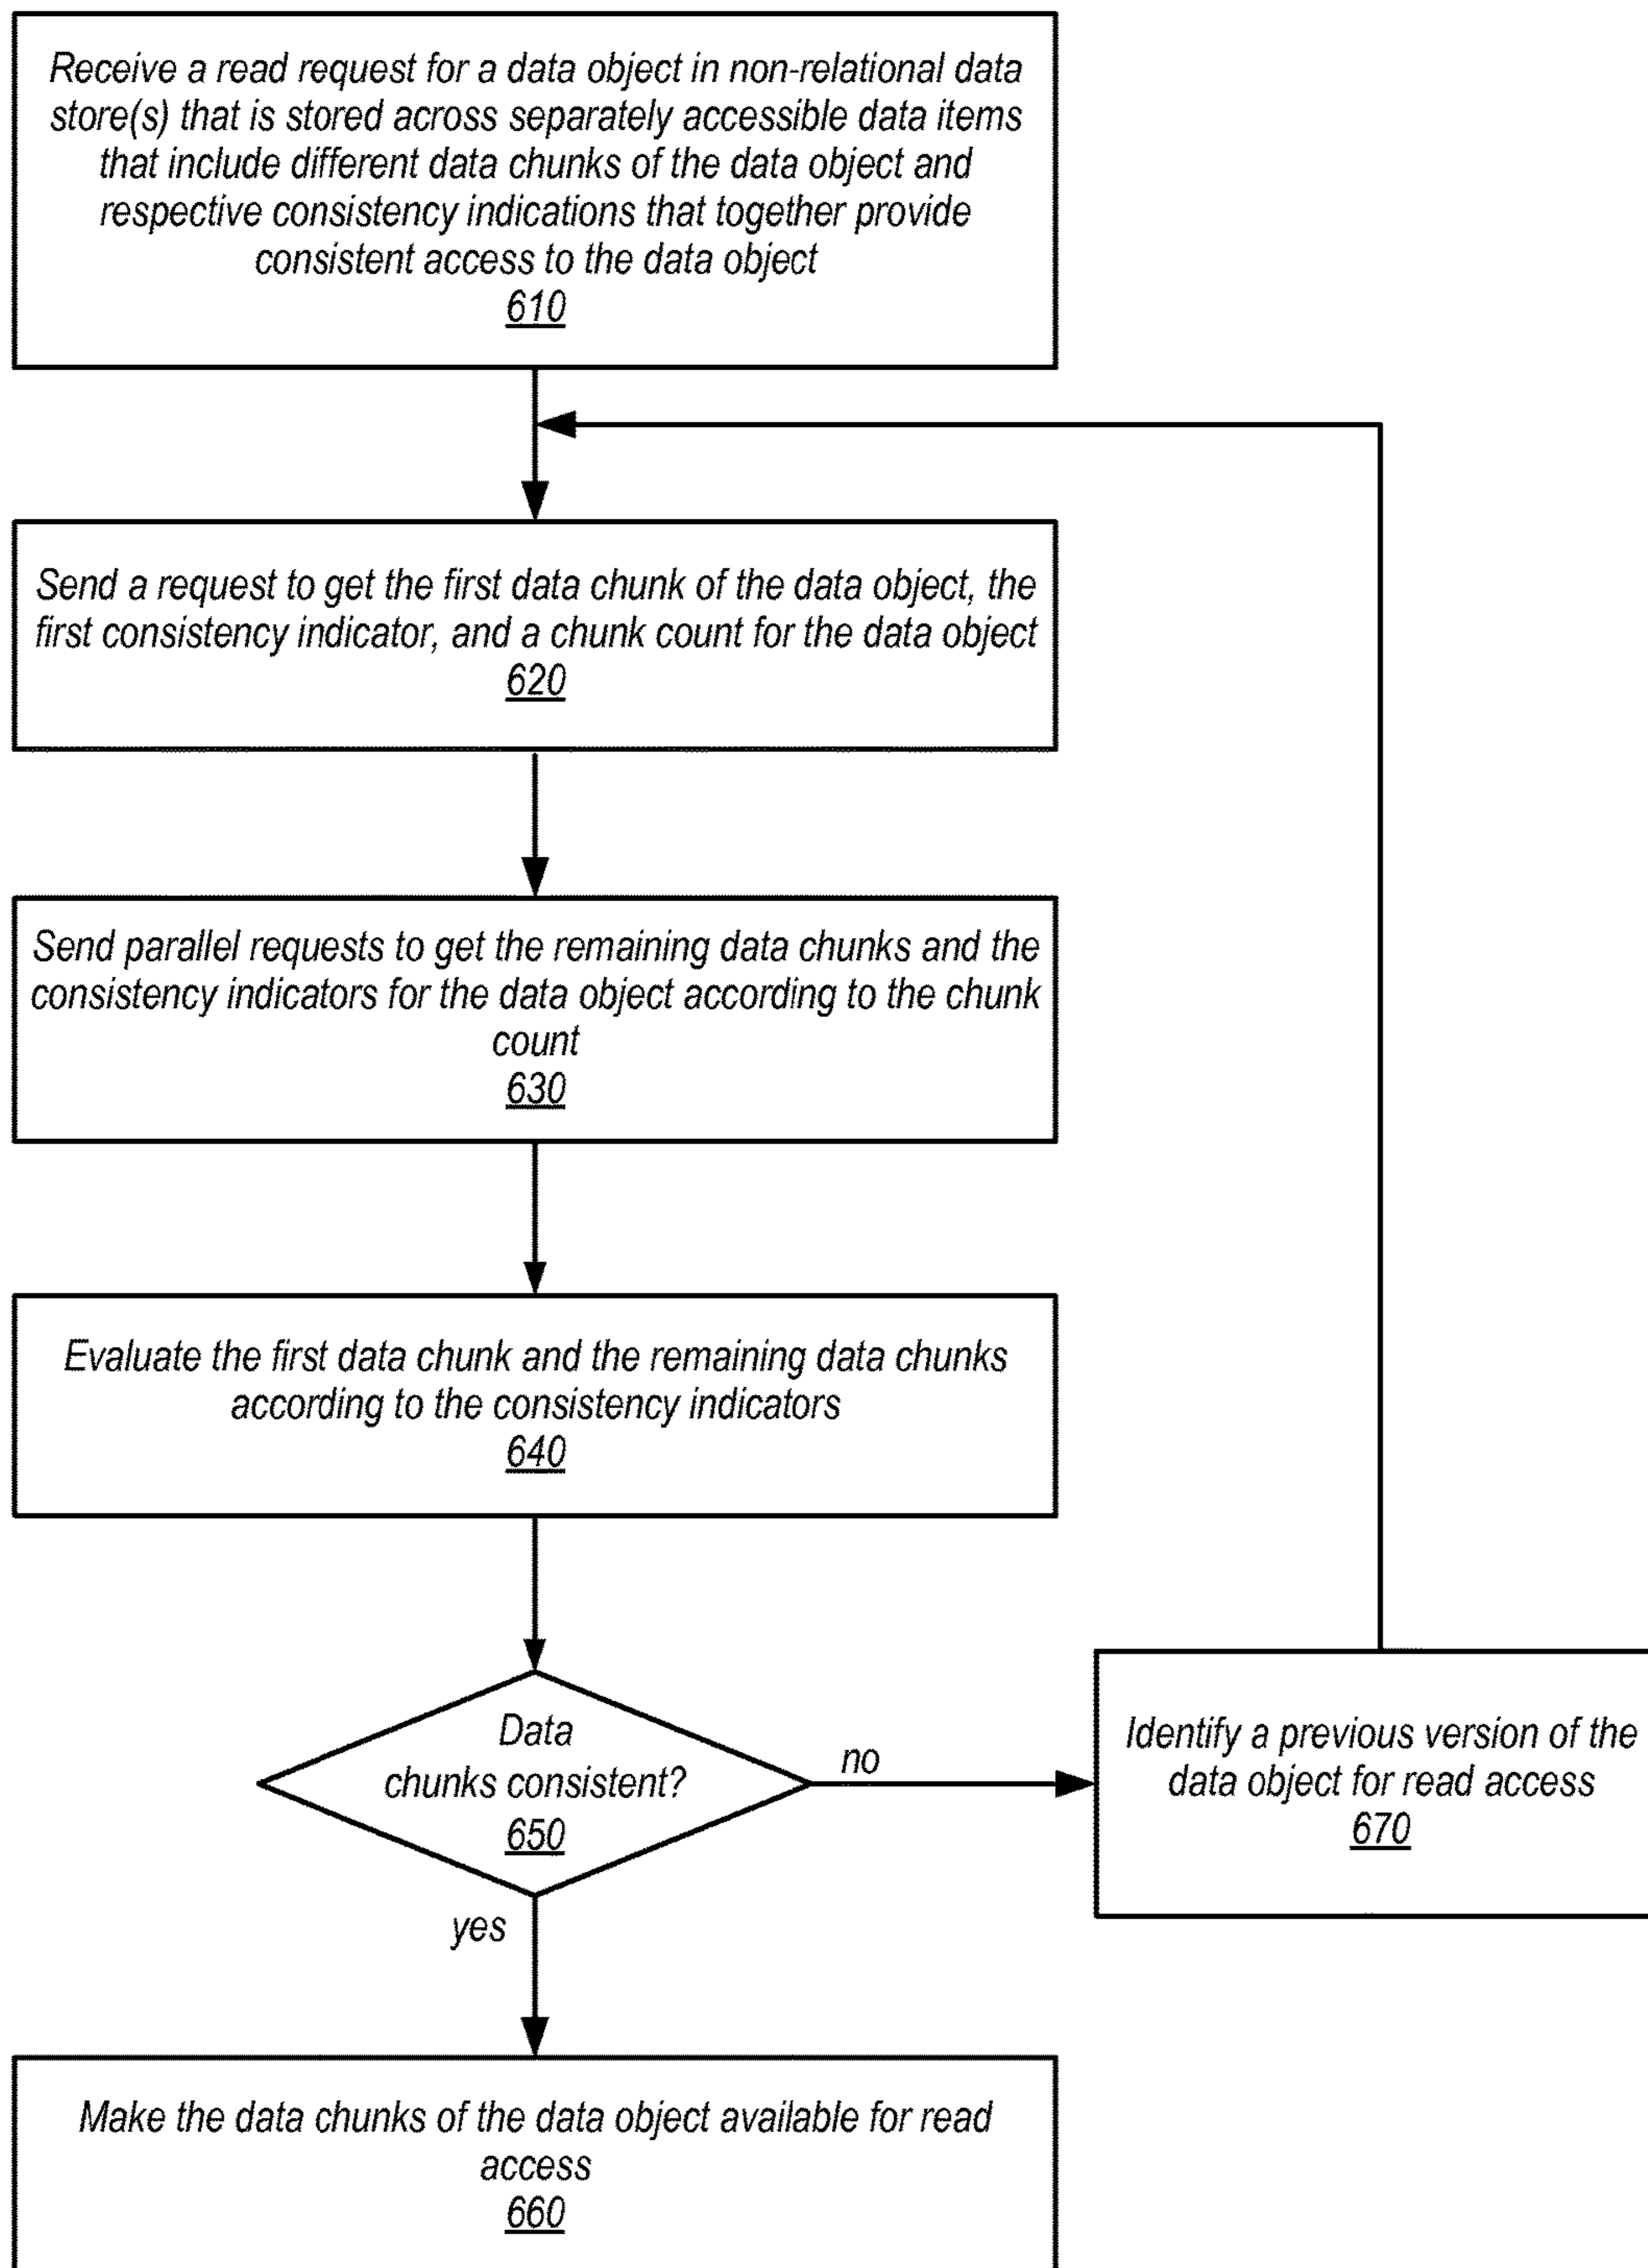 Receive a read request for a data object in non-relational data
store(s) that is stored across separately accessible data items
that include different data chunks of the data object and
respective consistency indications that together provide
consistent access to the data object
610
Send a request to get the first data chunk of the data object, the
first consistency indicator, and a chunk count for the data object
620
Send parallel requests to get the remaining data chunks and the
consistency indicators for the data object according to the chunk
count
630
Evaluate the first data chunk and the remaining data chunks
according to the consistency indicators
640
Data
chunks consistent?
650
no
Identify a previous version of the
data object for read access
670
yes
Make the data chunks of the data object available for read
access
660